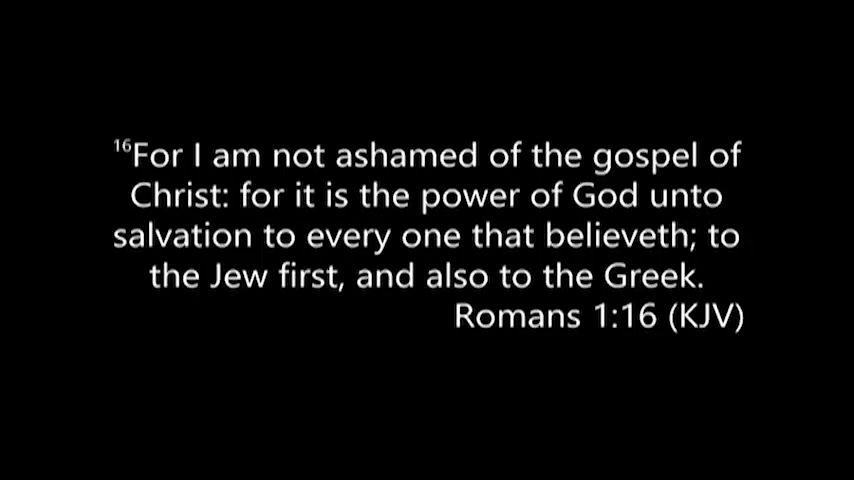 16For I am not ashamed of the gospel of
Christ: for it is the power of God unto
salvation to every one that believeth; to
the Jew first, and also to the Greek.
Romans 1:16 (KJV)